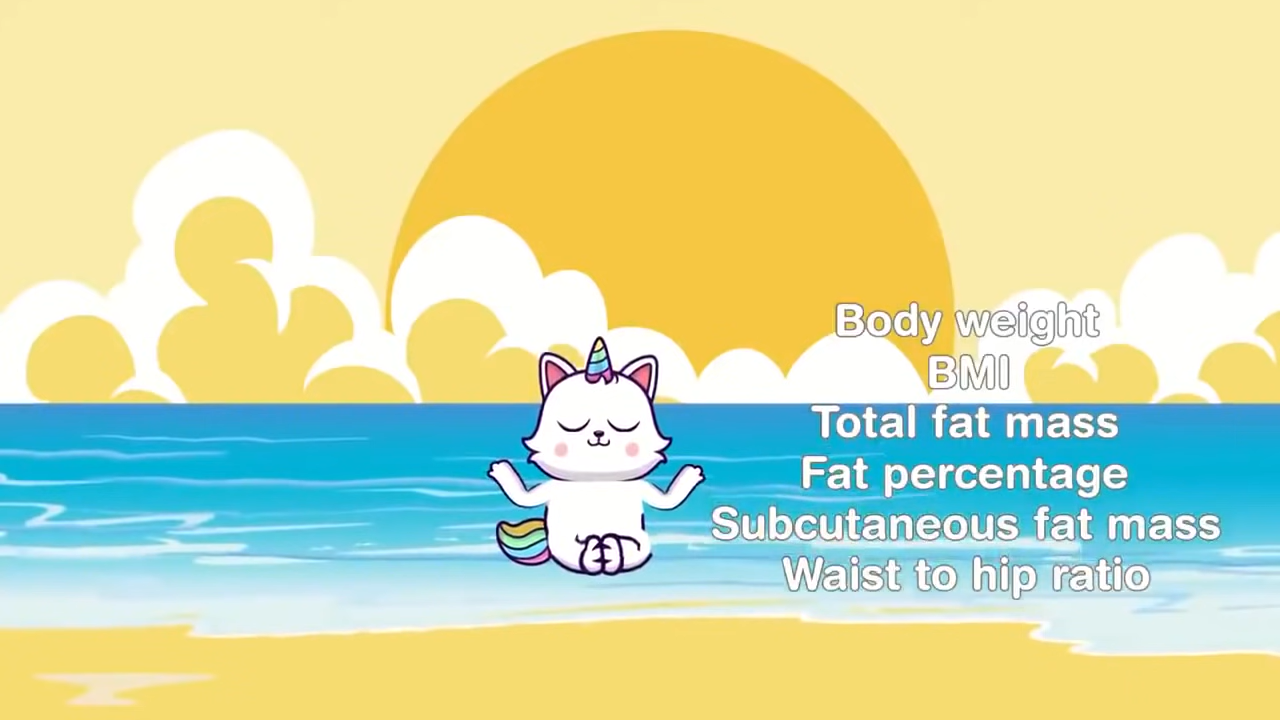 Body weight
BMI
Total fat mass
Fat percentage
Subcutaneous fat mass
Waist to hip ratio